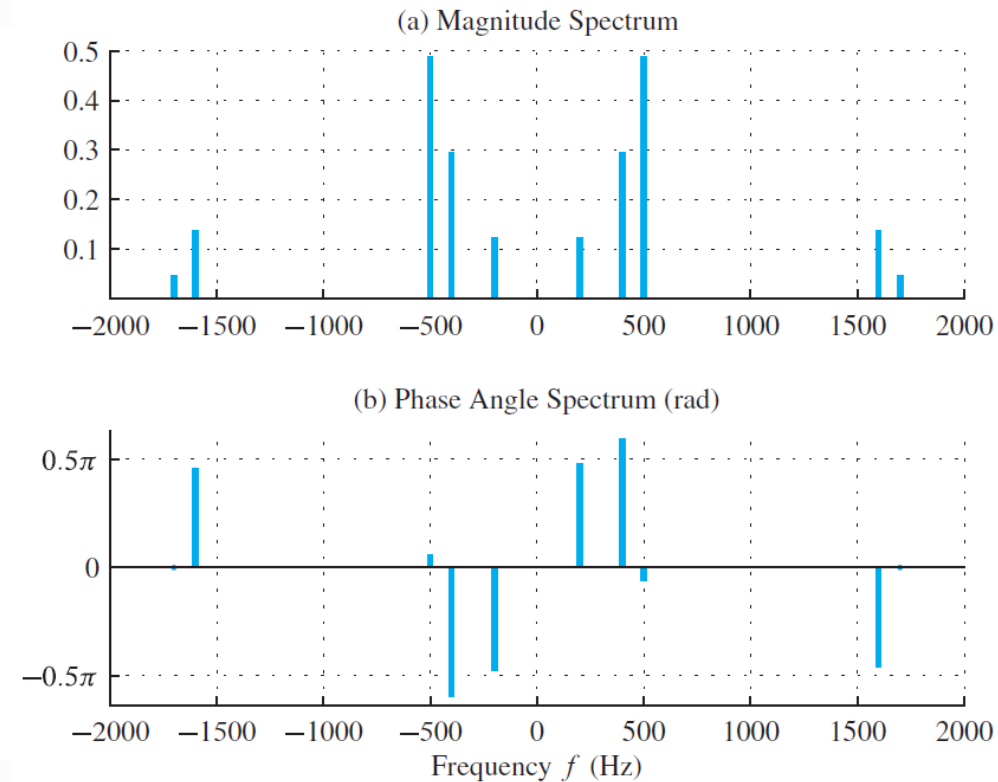 (a) Magnitude Spectrum
0.5
0.4
0.3
0.2
0.1
−2000 −1500 −1000 −500 0 500 1000 1500 2000
(b) Phase Angle Spectrum (rad)
0.5π
0
−0.5π
−2000 −1500 −1000 −500 0 500 1000 1500 2000
Frequency f (Hz)